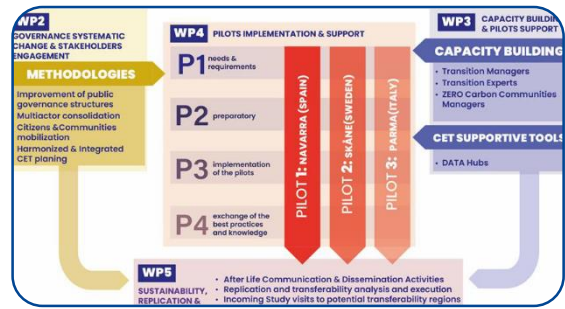 WP2
GOVERNANCE SYSTEMATIC
CHANGE & STAKEHOLDERS
ENGAGEMENT
METHODOLOGIES
Improvement of public
governance structures
Multiactor consolidation
Citizens &Communities
mobilization
Harmonized & Integrated
CET planing
WP4 PILOTS IMPLEMENTATION & SUPPORT
P1 needs &
requirements
P2 preparatory
P3 implementation
of the pilots
P4 exchange of the
best practices
and knowledge
PILOT 1: NAVARRA (SPAIN)
PILOT 2: SKÅNE(SWEDEN)
PILOT 3: PARMA(ITALY)
WP3 CAPACITY BUILDIN
& PILOTS SUPPORT
CAPACITY BUILDING
• Transition Managers
• Transition Experts
• ZERO Carbon Communities
Managers
CET SUPPORTIVE TOOLS
• DATA Hubs
WP5
SUSTAINABILITY,
REPLICATION &
• After Life Communication & Dissemination Activities
• Replication and transferability analysis and execution
• Incoming Study visits to potential transferability regions